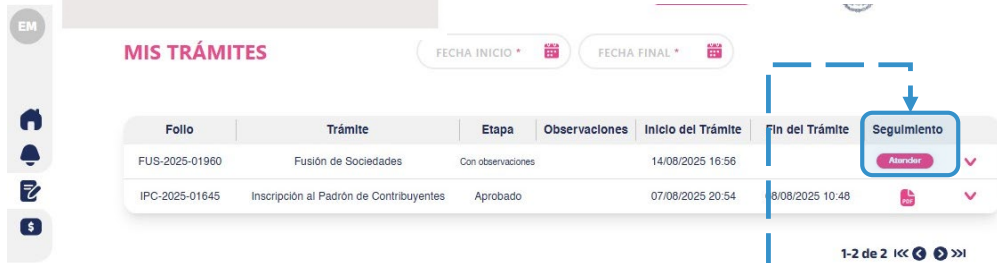 EM
MIS TRÁMITES FECHA INICIO * FECHA FINAL *
Folio Trámite Etapa Observaciones Inicio del Trámite Fin del Trámite Seguimiento
FUS-2025-01960 Fusión de Sociedades Con observaciones 14/08/2025 16:56 Atender
IPC-2025-01645 Inscripción al Padrón de Contribuyentes Aprobado 07/08/2025 20:54 08/08/2025 10:48 PDF
1-2 de 2